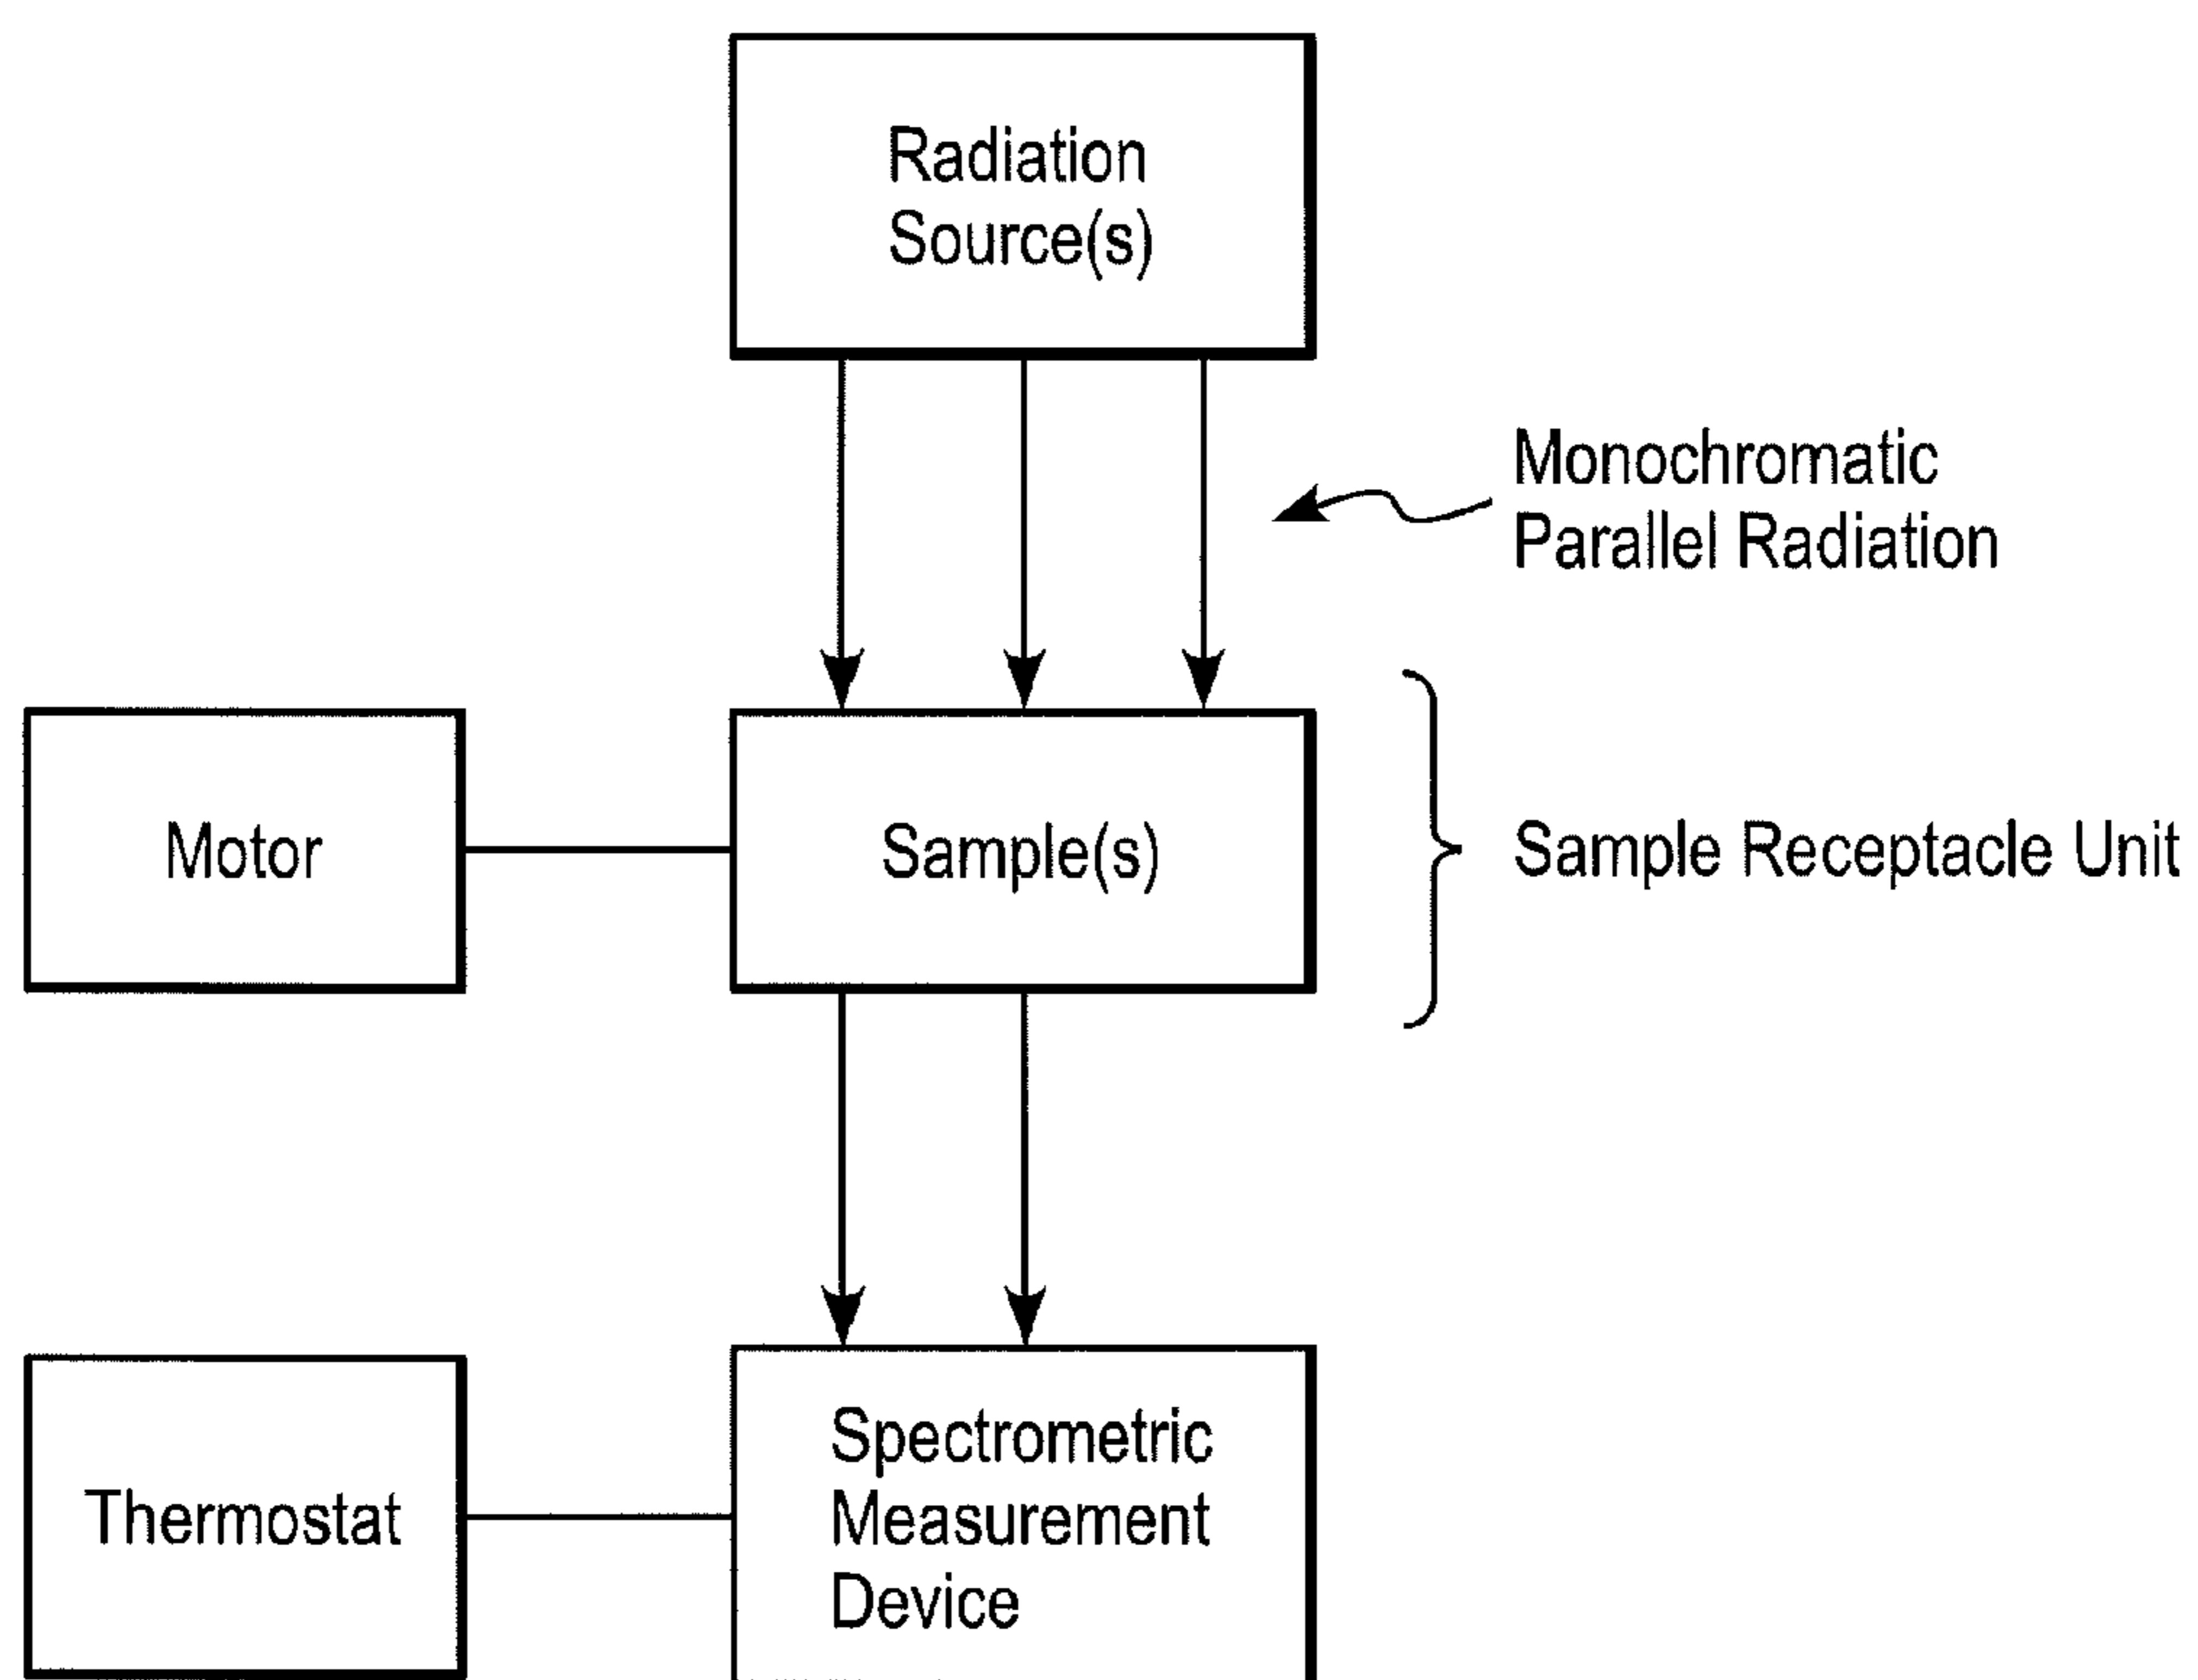 Radiation
Source(s)
Monochromatic
Parallel Radiation
Motor
Sample(s)
Sample Receptacle Unit
Thermostat
Spectrometric
Measurement
Device